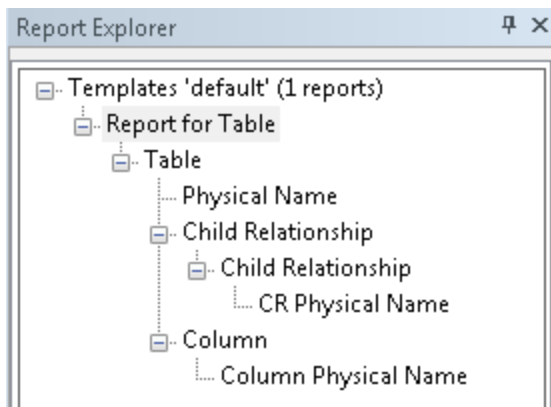 Report Explorer
Templates 'default' (1 reports)
Report for Table
Table
Physical Name
Child Relationship
Child Relationship
CR Physical Name
Column
Column Physical Name